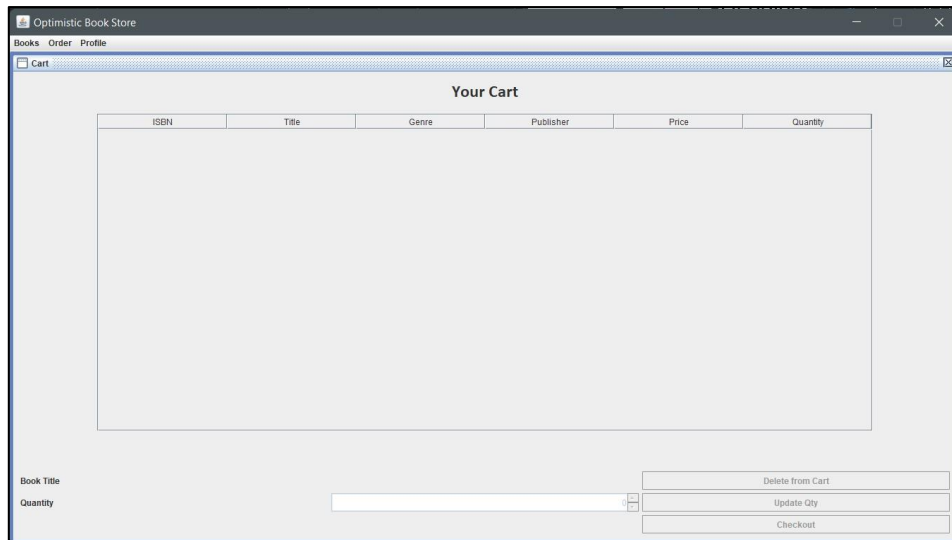 Optimistic Book Store
Books Order Profile
Cart
Your Cart
ISBN Title Genre Publisher Price Quantity
Book Title Delete from Cart
Quantity 0 Update Qty
Checkout